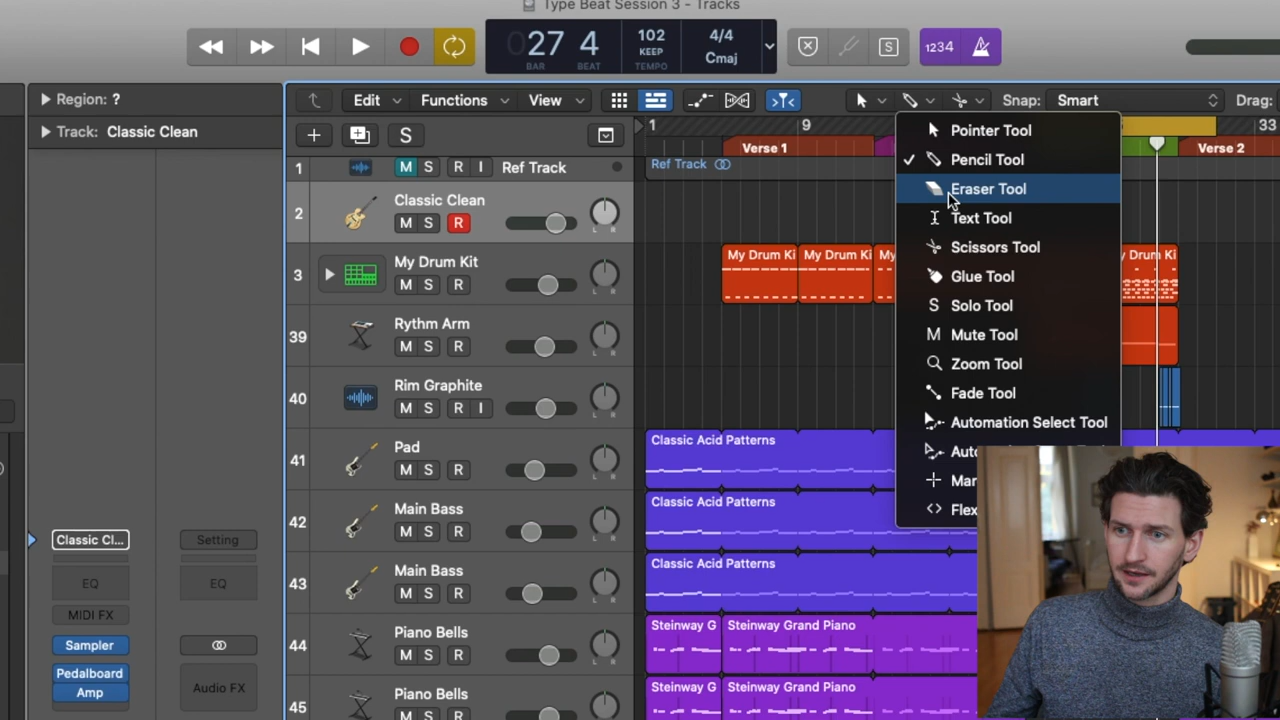 Type Beat Session 3 - Tracks
27 4 102 4/4
KEEP Cmaj
BAR BEAT TEMPO
S 1234
Region: ?
Edit Functions View Snap: Smart Drag:
Track: Classic Clean
S 1 9 33
Verse 1 Verse 2
1 M S R I Ref Track Ref Track
2 Classic Clean
M S R L R
3 My Drum Kit
M S R L R
My Drum Ki My Drum Ki My y Drum Ki
39 Rythm Arm
M S R L R
40 Rim Graphite
M S R I L R
41 Pad
M S R L R
Classic Acid Patterns
42 Main Bass
M S R L R
Classic Acid Patterns
43 Main Bass
M S R L R
Classic Acid Patterns
44 Piano Bells
M S R L R
Steinway G Steinway Grand Piano
45 Piano Bells
M S R
Steinway G Steinway Grand Piano
Pointer Tool
Pencil Tool
Eraser Tool
Text Tool
Scissors Tool
Glue Tool
S Solo Tool
M Mute Tool
Zoom Tool
Fade Tool
Automation Select Tool
Auto
Mar
Flex
Classic Cl... Setting
EQ EQ
MIDI FX
Sampler
Pedalboard
Amp Audio FX